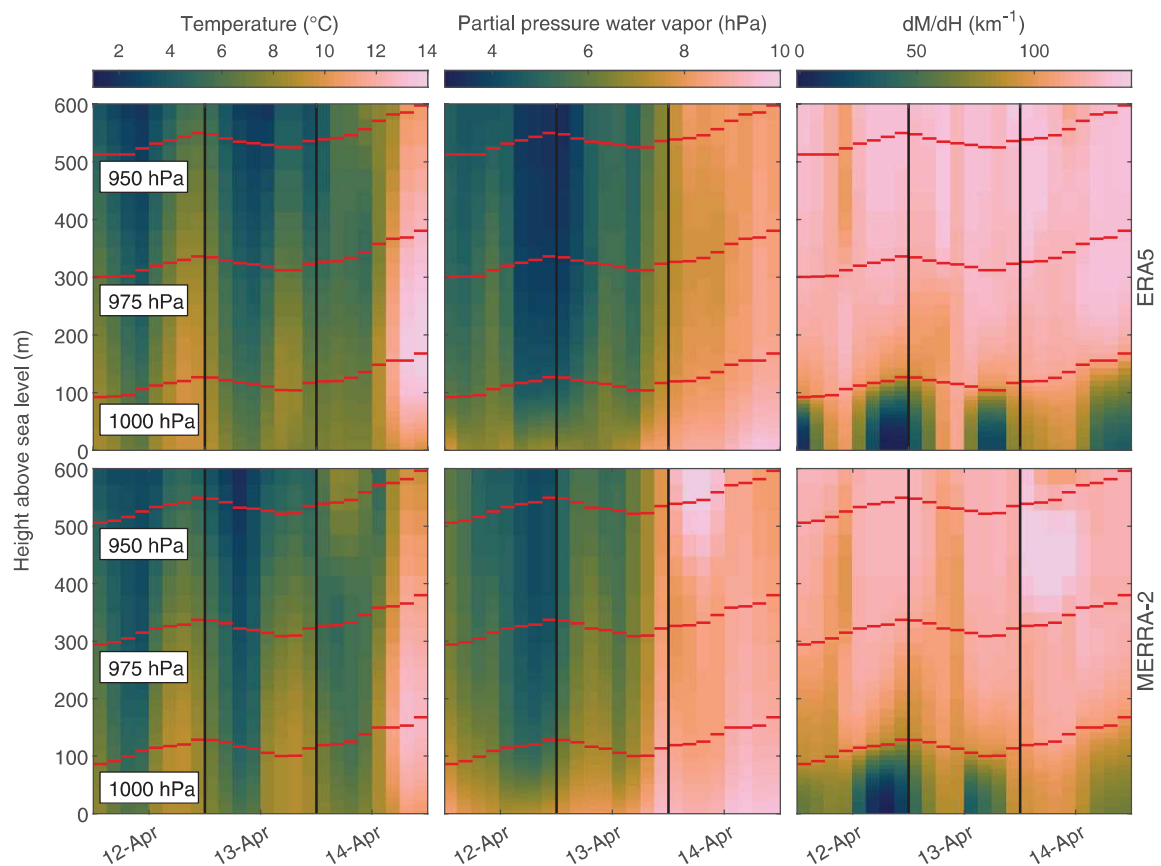 Temperature (°C)
Partial pressure water vapor (hPa)
dM/dH (km⁻¹)
2 4 6 8 10 12 14
4 6 8 10
0 50 100
600
500
400
300
200
100
0
950 hPa
975 hPa
1000 hPa
ERA5
Height above sea level (m)
600
500
400
300
200
100
0
950 hPa
975 hPa
1000 hPa
MERRA-2
12-Apr 13-Apr 14-Apr
12-Apr 13-Apr 14-Apr
12-Apr 13-Apr 14-Apr